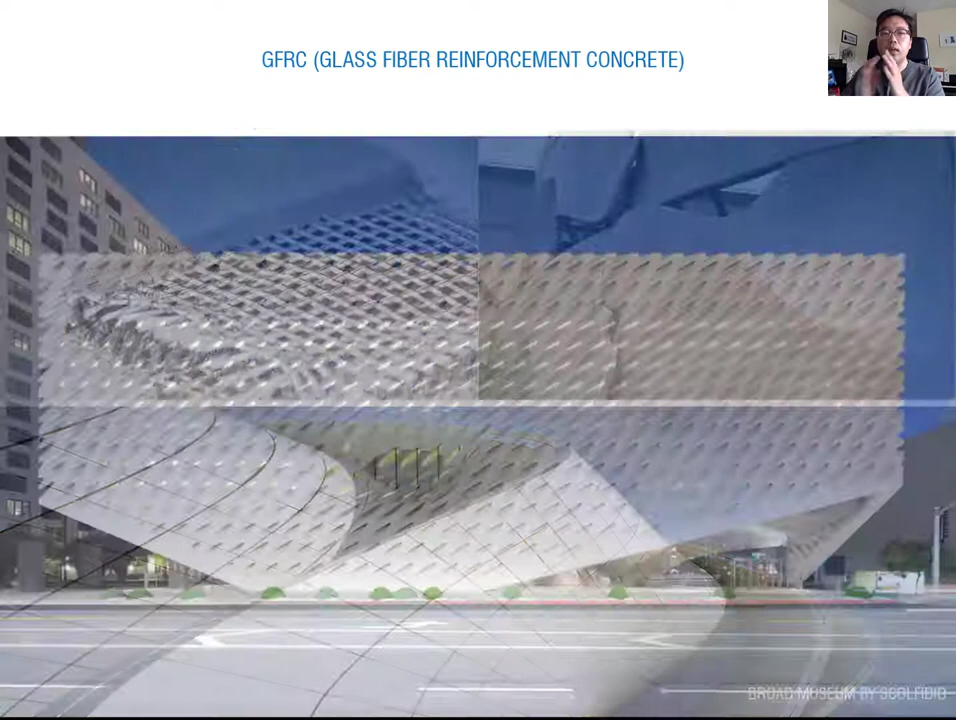 GFRC (GLASS FIBER REINFORCEMENT CONCRETE)
BROAD MUSEUM BY SCOLFIDIO